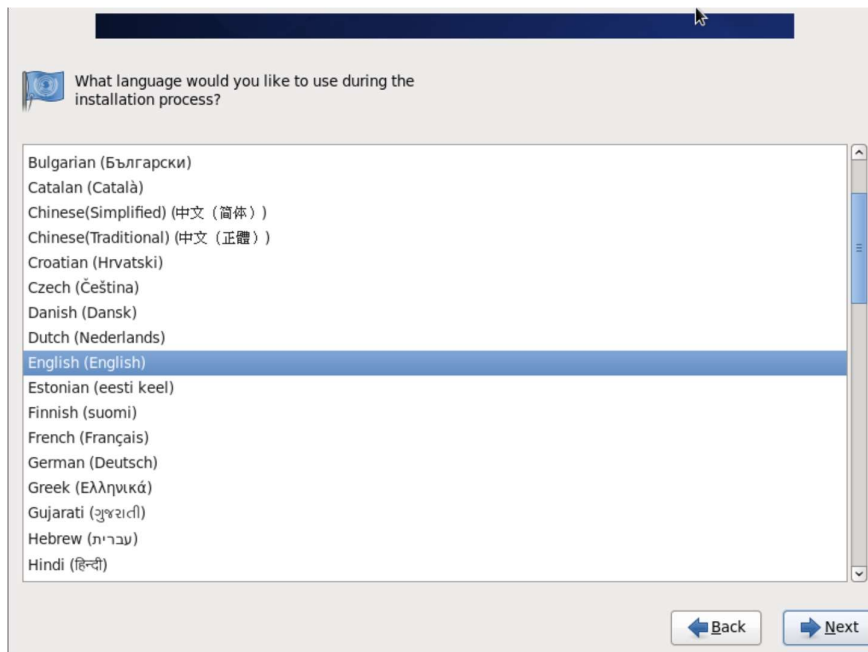 What language would you like to use during the
installation process?
Bulgarian (Български)
Catalan (Català)
Chinese(Simplified) (中文（简体）)
Chinese(Traditional) (中文（正體）)
Croatian (Hrvatski)
Czech (Čeština)
Danish (Dansk)
Dutch (Nederlands)
English (English)
Estonian (eesti keel)
Finnish (suomi)
French (Français)
German (Deutsch)
Greek (Ελληνικά)
Gujarati (ગુજરાતી)
Hebrew (עברית)
Hindi (हिन्दी)
Back
Next